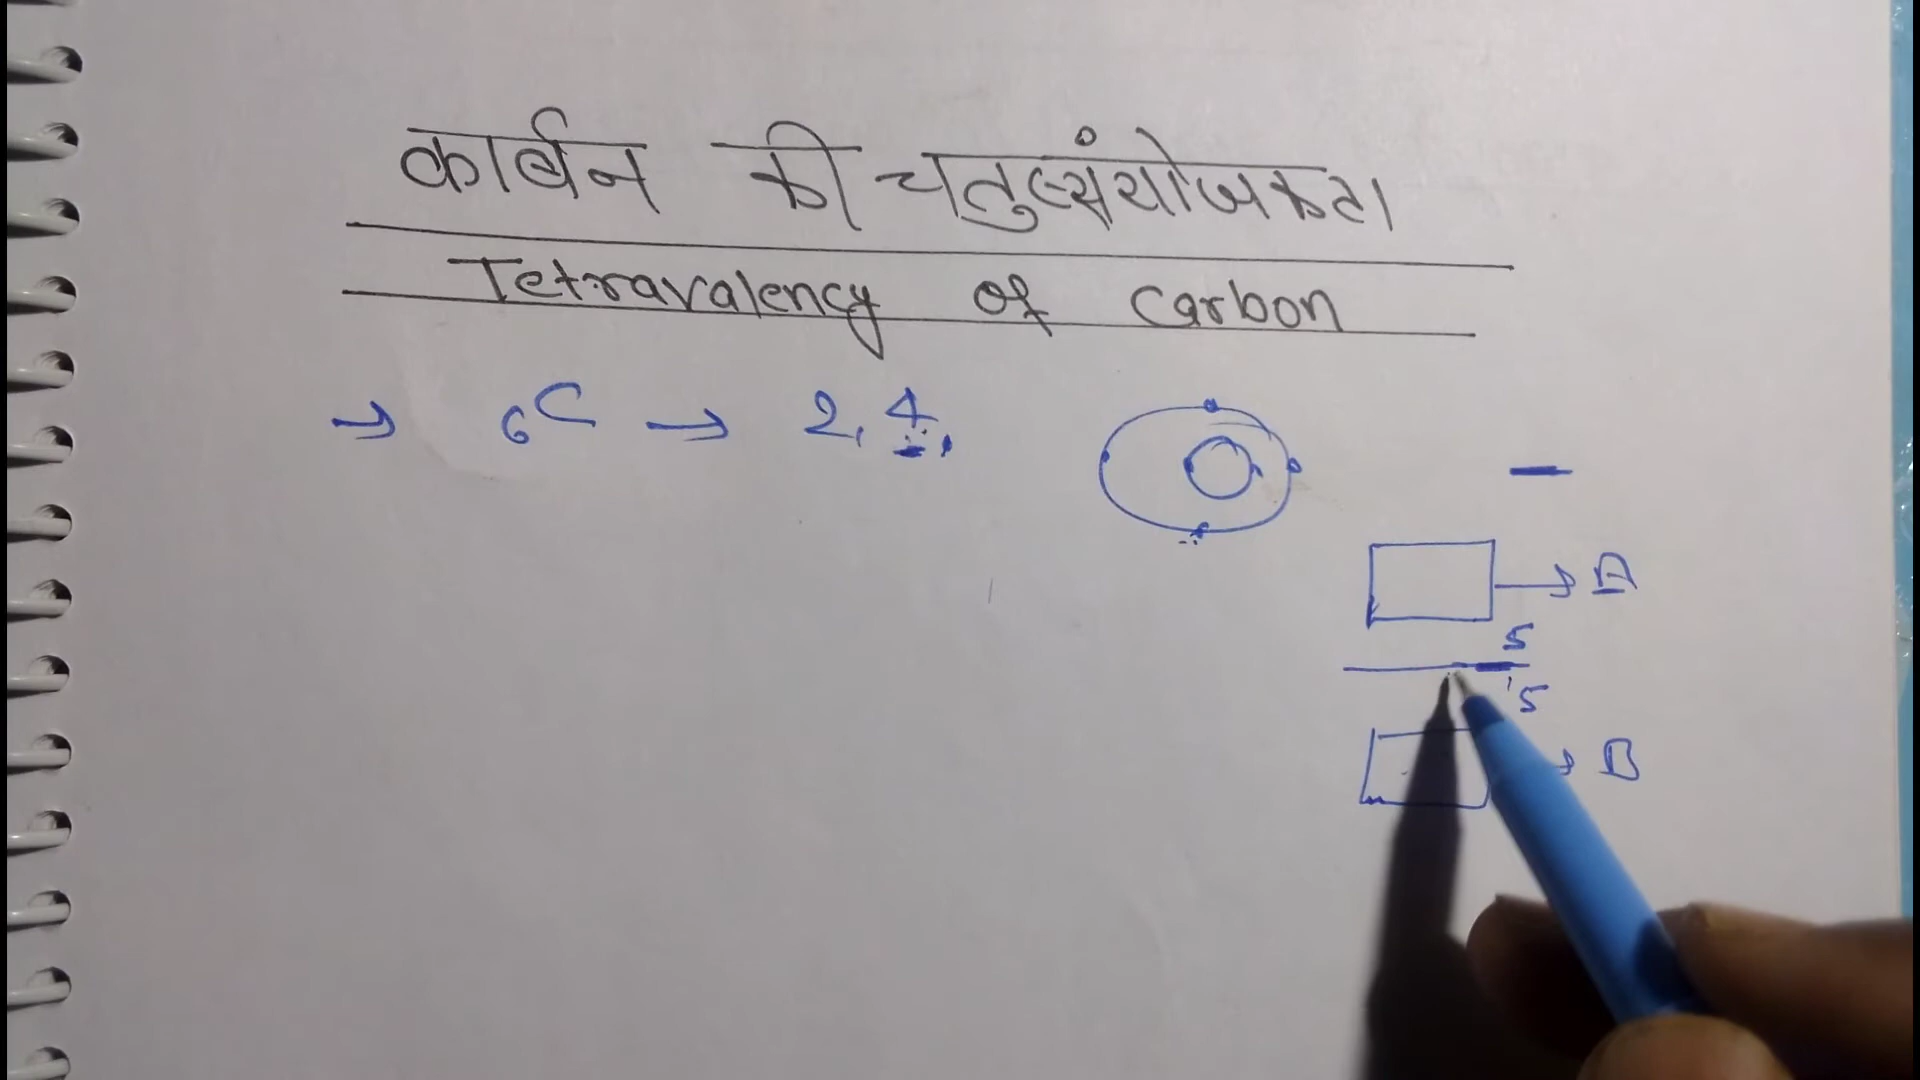 कार्बन की चतुस्संयोजकता
Tetravalency of Carbon
→ 6C → 2, 4,
→ A
5
5
→ B